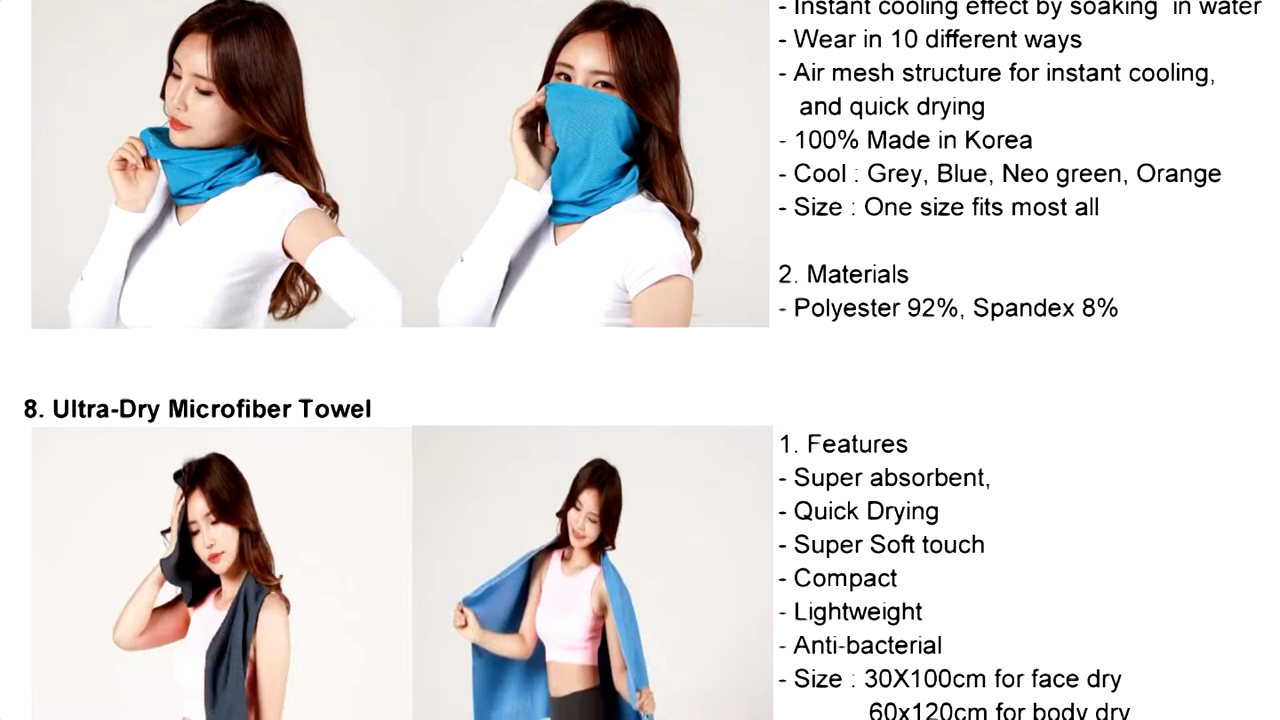 - Instant cooling effect by soaking in water
- Wear in 10 different ways
- Air mesh structure for instant cooling,
and quick drying
- 100% Made in Korea
- Cool : Grey, Blue, Neo green, Orange
- Size : One size fits most all
2. Materials
- Polyester 92%, Spandex 8%
8. Ultra-Dry Microfiber Towel
1. Features
- Super absorbent,
- Quick Drying
- Super Soft touch
- Compact
- Lightweight
- Anti-bacterial
- Size : 30X100cm for face dry
60x120cm for body dry